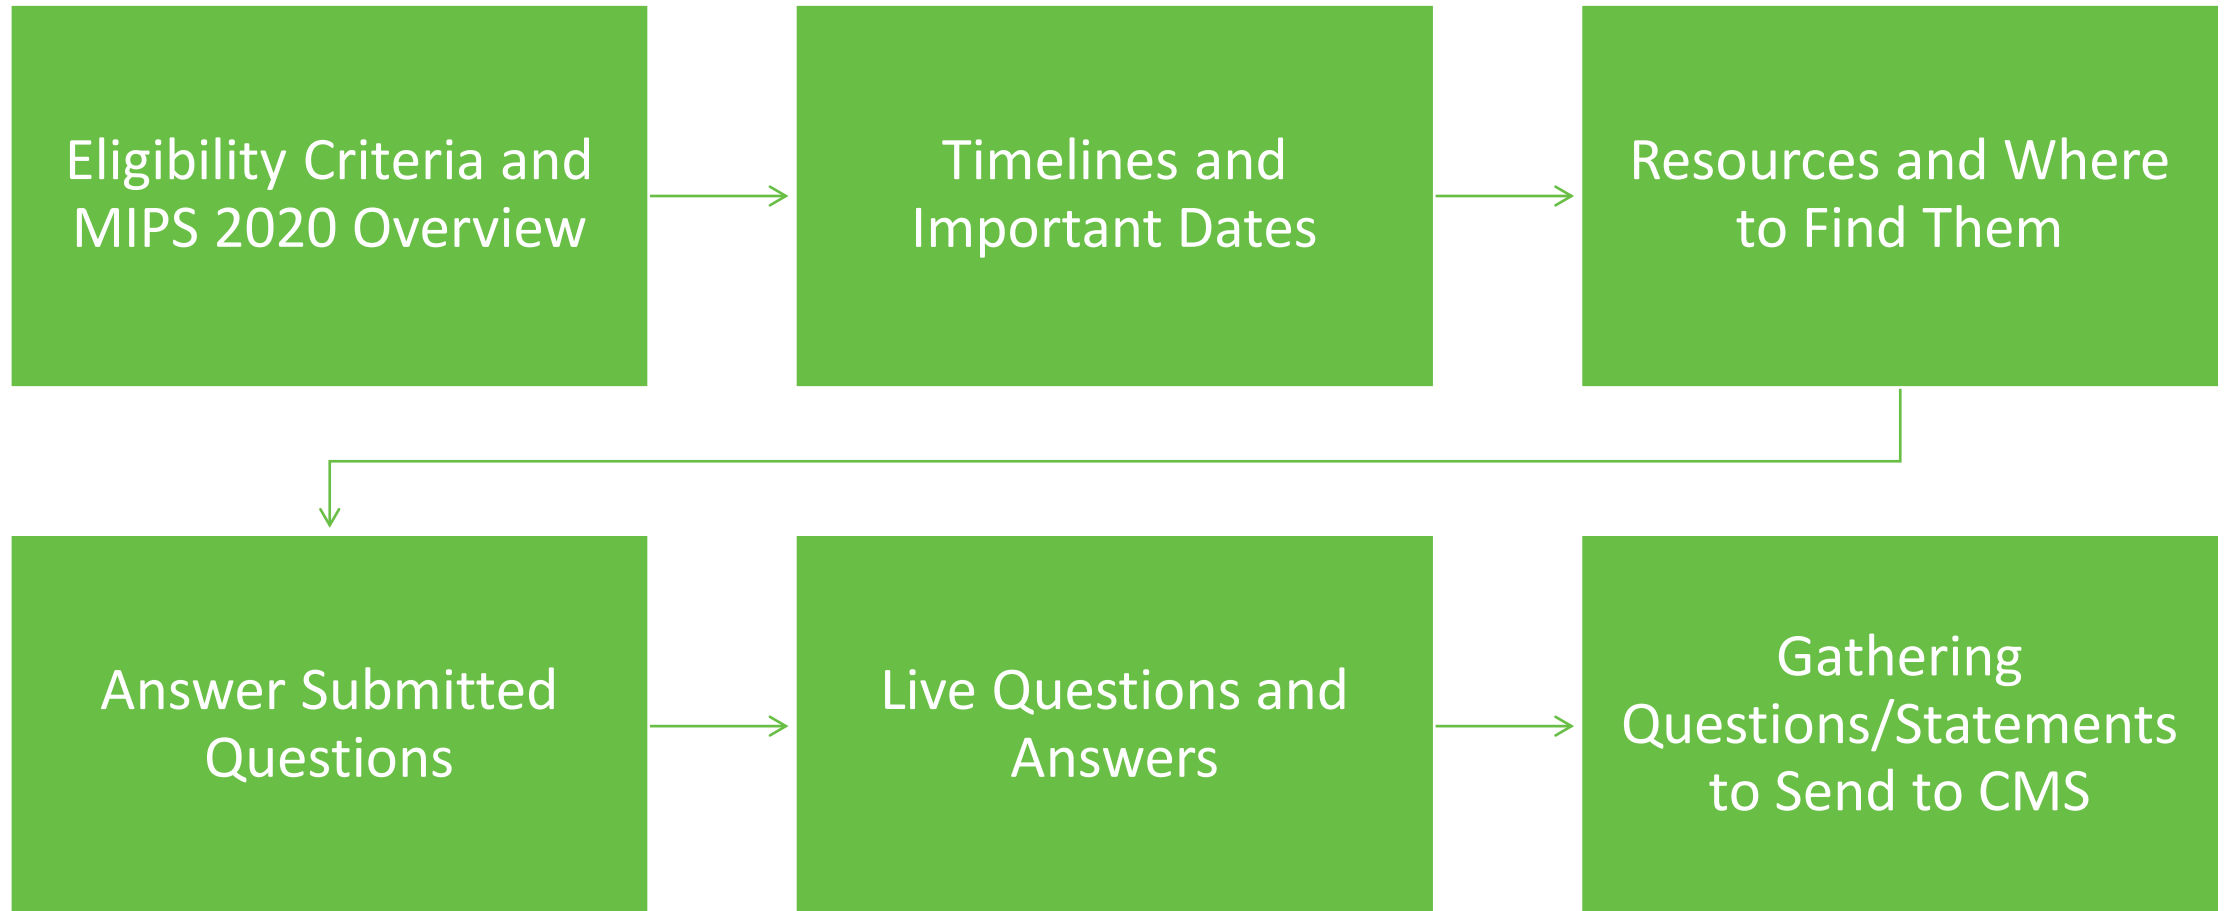 Eligibility Criteria and
MIPS 2020 Overview
Timelines and
Important Dates
Resources and Where
to Find Them
Answer Submitted
Questions
Live Questions and
Answers
Gathering
Questions/Statements
to Send to CMS